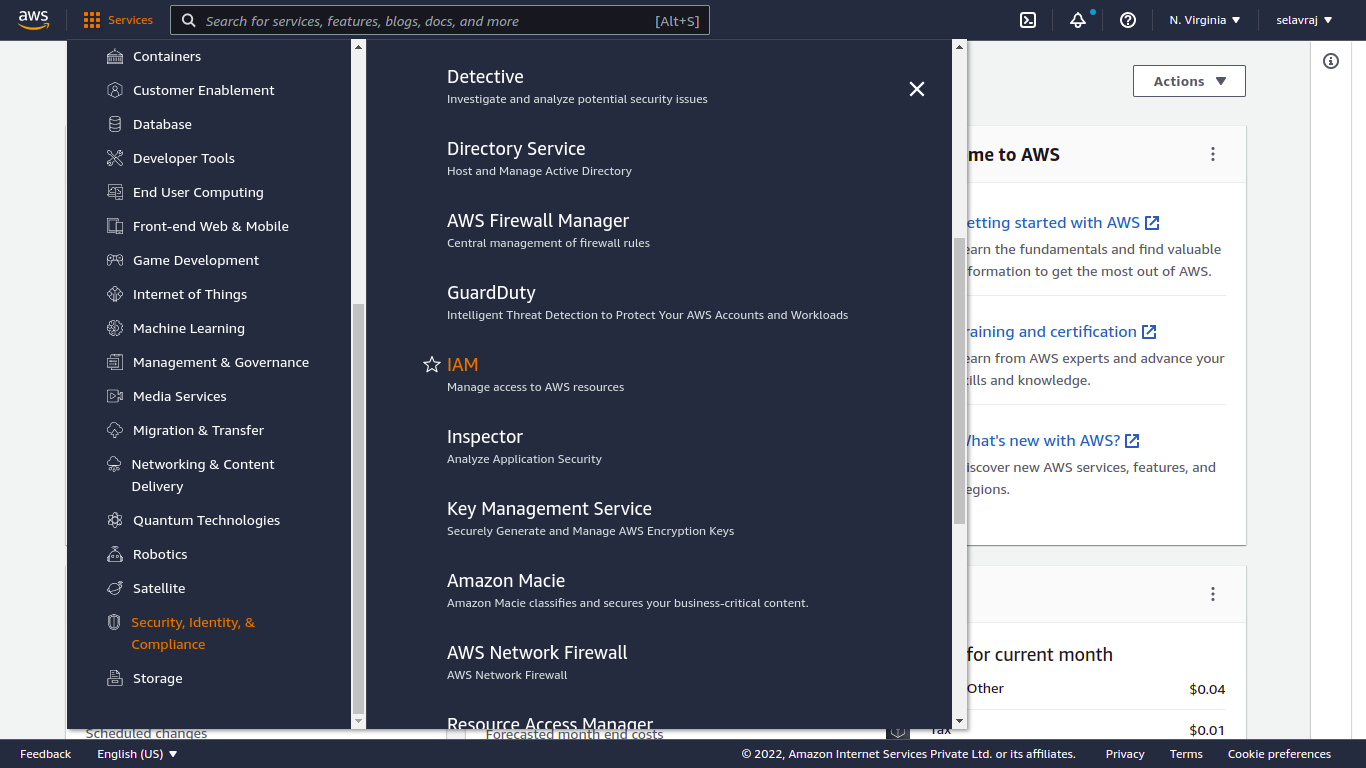 aws
Services
Search for services, features, blogs, docs, and more
[Alt+S]
N. Virginia
selavraj
Containers
Customer Enablement
Database
Developer Tools
End User Computing
Front-end Web & Mobile
Game Development
Internet of Things
Machine Learning
Management & Governance
Media Services
Migration & Transfer
Networking & Content
Delivery
Quantum Technologies
Robotics
Satellite
Security, Identity, &
Compliance
Storage
Detective
Investigate and analyze potential security issues
Directory Service
Host and Manage Active Directory
AWS Firewall Manager
Central management of firewall rules
GuardDuty
Intelligent Threat Detection to Protect Your AWS Accounts and Workloads
IAM
Manage access to AWS resources
Inspector
Analyze Application Security
Key Management Service
Securely Generate and Manage AWS Encryption Keys
Amazon Macie
Amazon Macie classifies and secures your business-critical content.
AWS Network Firewall
AWS Network Firewall
Resource Access Manager
Actions
me to AWS
etting started with AWS
earn the fundamentals and find valuable
formation to get the most out of AWS.
raining and certification
earn from AWS experts and advance your
ills and knowledge.
hat's new with AWS?
iscover new AWS services, features, and
egions.
for current month
Other
$0.04
Tax
$0.01
Scheduled changes
Forecasted month end costs
Feedback
English (US)
© 2022, Amazon Internet Services Private Ltd. or its affiliates.
Privacy
Terms
Cookie preferences